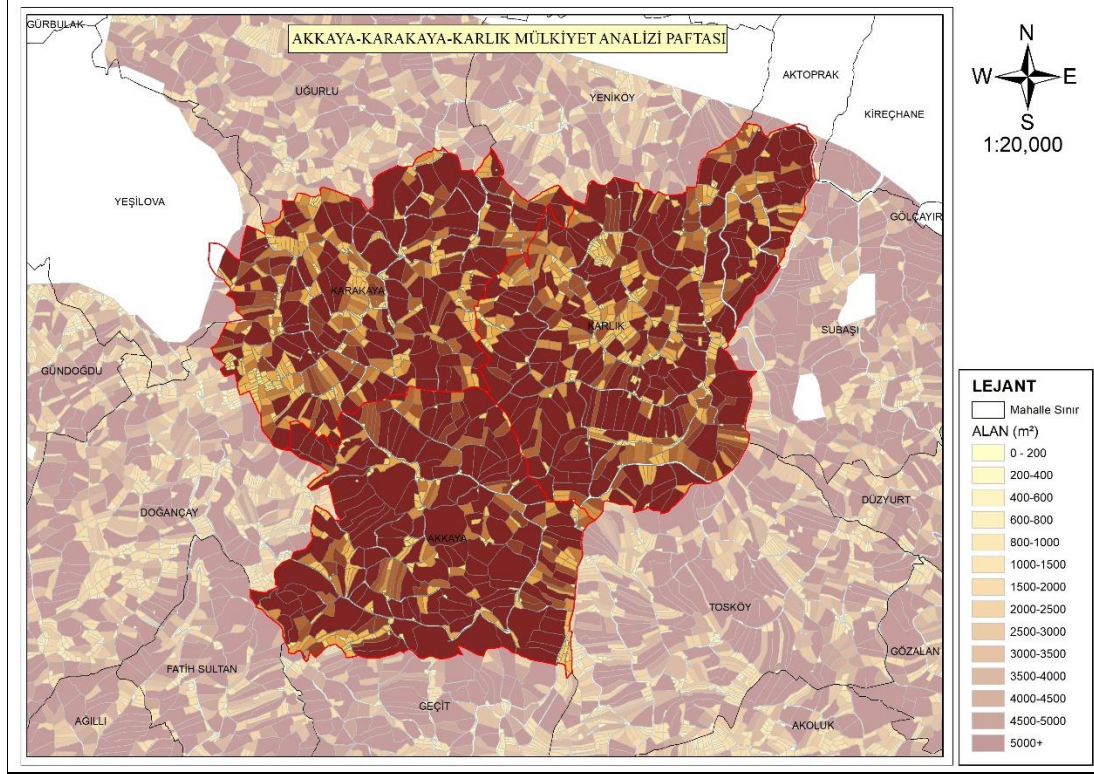 GÜRBULAK
AKKAYA-KARAKAYA-KARLIK MÜLKİYET ANALİZİ PAFTASI
UĞURLU
YENİKÖY
AKTOPRAK
KİREÇHANE
YEŞİLOVA
GÖLÇAYIR
KARAKAYA
KARLIK
SUBAŞI
GÜNDOĞDU
DÜZYURT
DOĞANÇAY
AKKAYA
TOSKÖY
GÖZALAN
FATİH SULTAN
GEÇİT
AĞILLI
AKOLUK
N
W E
S
1:20,000
LEJANT
Mahalle Sınır
ALAN (m²)
0 - 200
200-400
400-600
600-800
800-1000
1000-1500
1500-2000
2000-2500
2500-3000
3000-3500
3500-4000
4000-4500
4500-5000
5000+